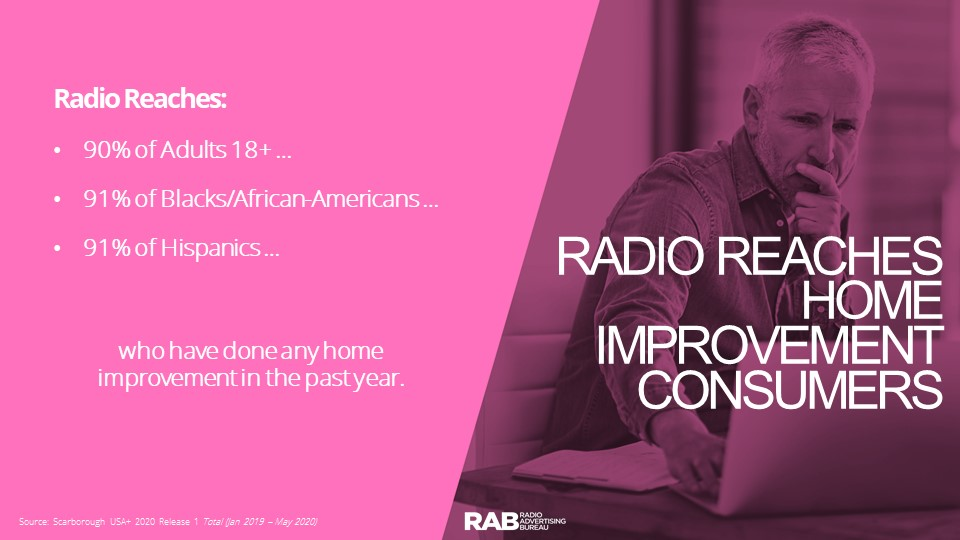 Radio Reaches:
• 90% of Adults 18+ ...
• 91% of Blacks/African-Americans ...
• 91% of Hispanics ...
who have done any home
improvement in the past year.
RADIO REACHES
HOME
IMPROVEMENT
CONSUMERS
Source: Scarborough USA+ 2020 Release 1 Total (Jan 2019 – May 2020)
RAB RADIO
ADVERTISING
BUREAU